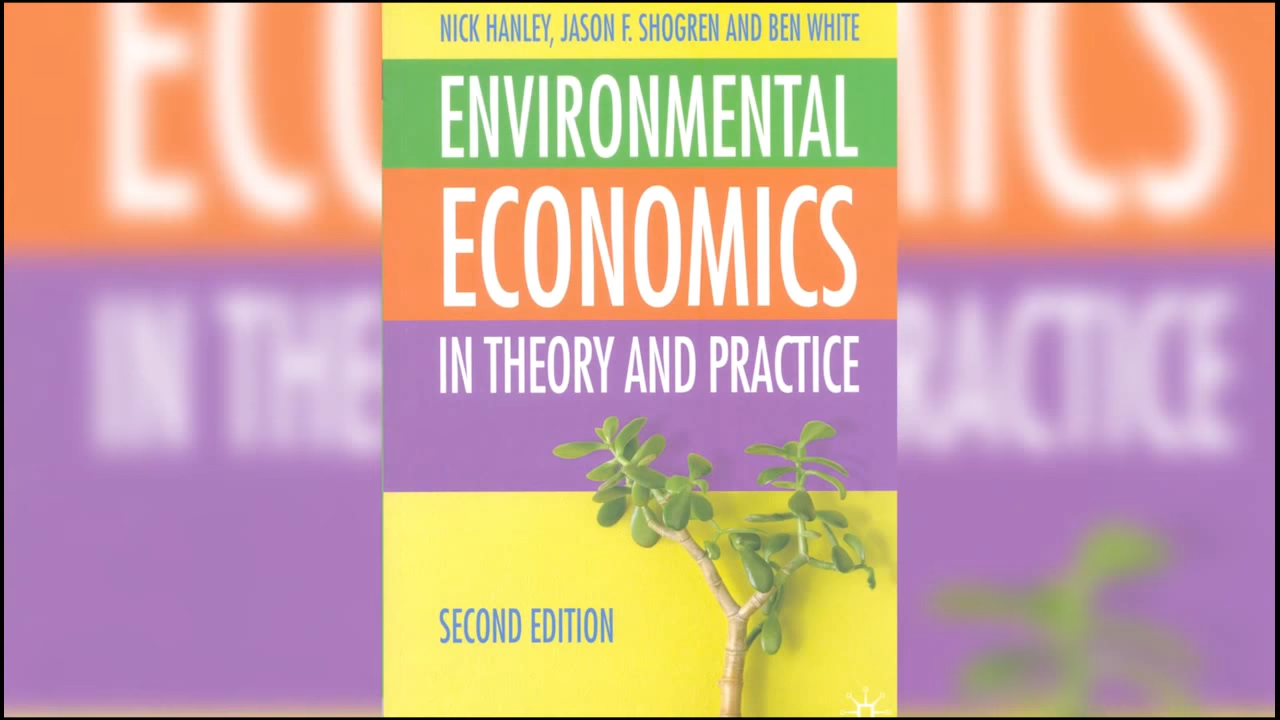 NICK HANLEY, JASON F. SHOGREN AND BEN WHITE
ENVIRONMENTAL
ECONOMICS
IN THEORY AND PRACTICE
SECOND EDITION